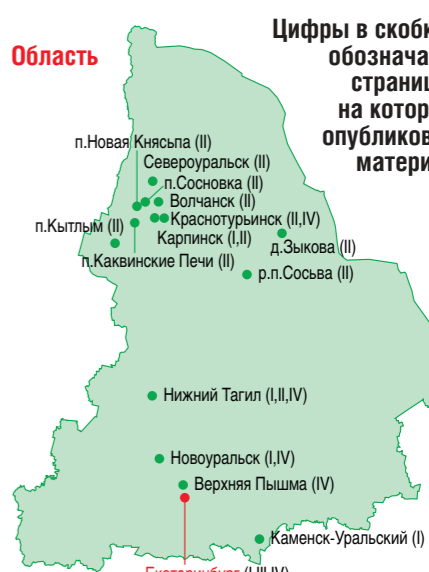 Цифры в скобк
Область
обозначаю
страниц
на котор
опубликов
матери
п.Новая Княсьпа (II)
Североуральск (II)
п.Сосновка (II)
Волчанск (II)
п.Кытлым (II)
Краснотурьинск (II,IV)
Карпинск (I,II)
д.Зыкова (II)
п.Каквинские Печи (II)
р.п.Сосьва (II)
Нижний Тагил (I,II,IV)
Новоуральск (I,IV)
Верхняя Пышма (IV)
Каменск-Уральский (I)
Екатеринбург